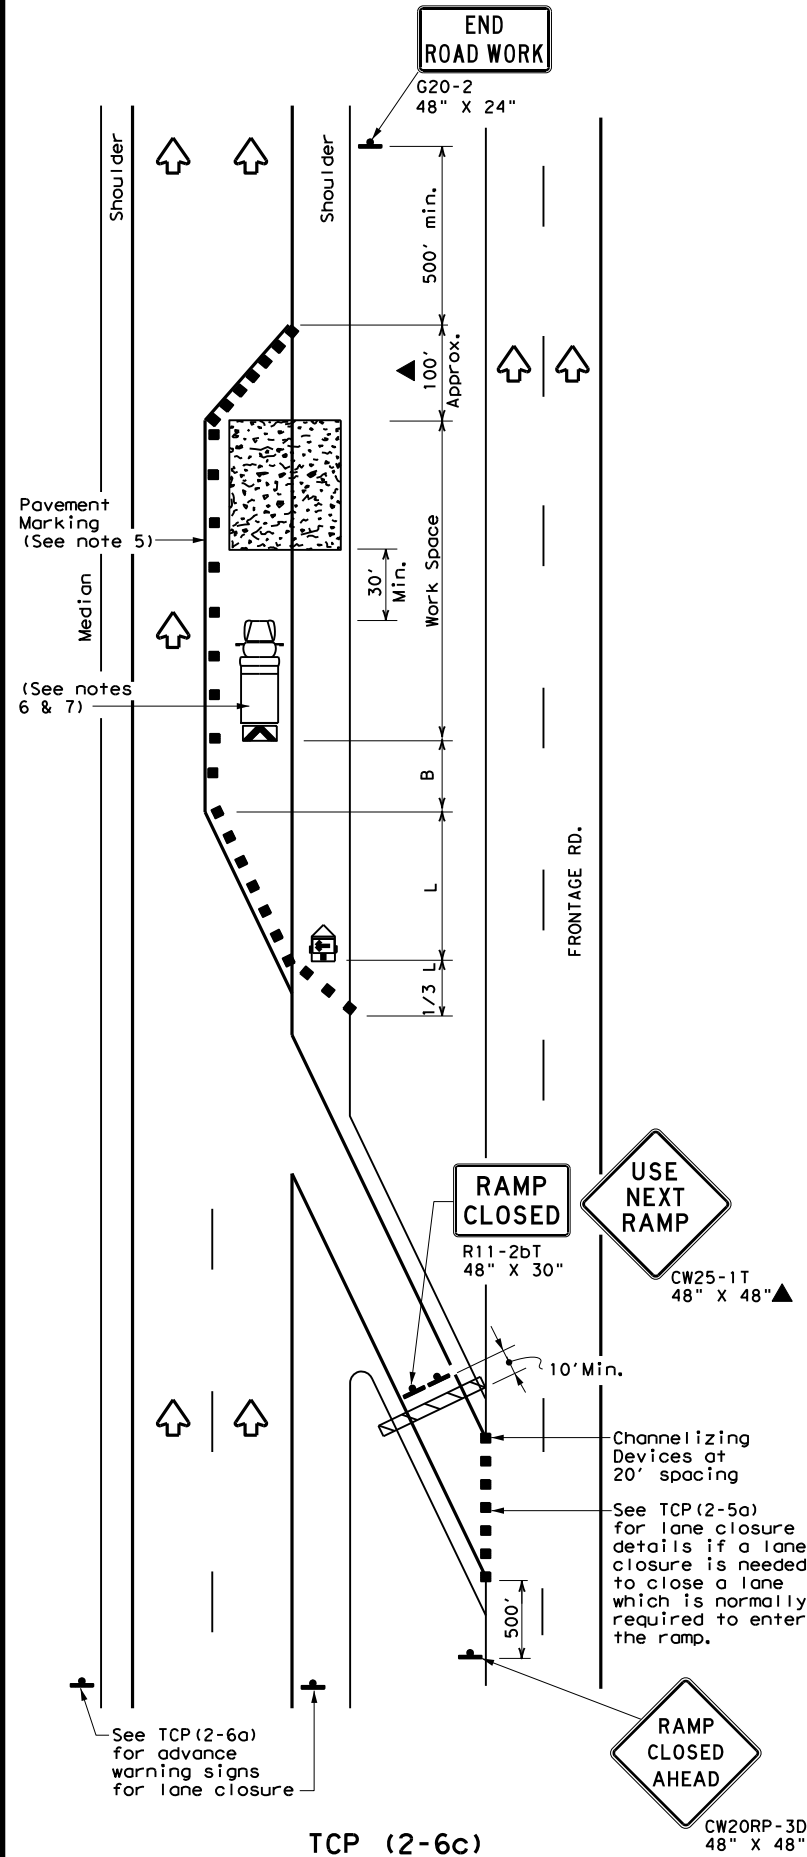 END
ROAD WORK
G20-2
48" X 24"
Shoulder
Shoulder
500' min.
100'
Approx.
Pavement
Marking
(See note 5)
Work Space
30'
Min.
Median
(See notes
6 & 7)
B
L
FRONTAGE RD.
1/3 L
RAMP
CLOSED
R11-2bT
48" X 30"
USE
NEXT
RAMP
CW25-1T
48" X 48"
10'Min.
Channelizing
Devices at
20' spacing
See TCP(2-5a)
for lane closure
details if a lane
closure is needed
to close a lane
which is normally
required to enter
the ramp.
500'
See TCP(2-6a)
for advance
warning signs
for lane closure
RAMP
CLOSED
AHEAD
CW20RP-3D
48" X 48"
TCP (2-6c)